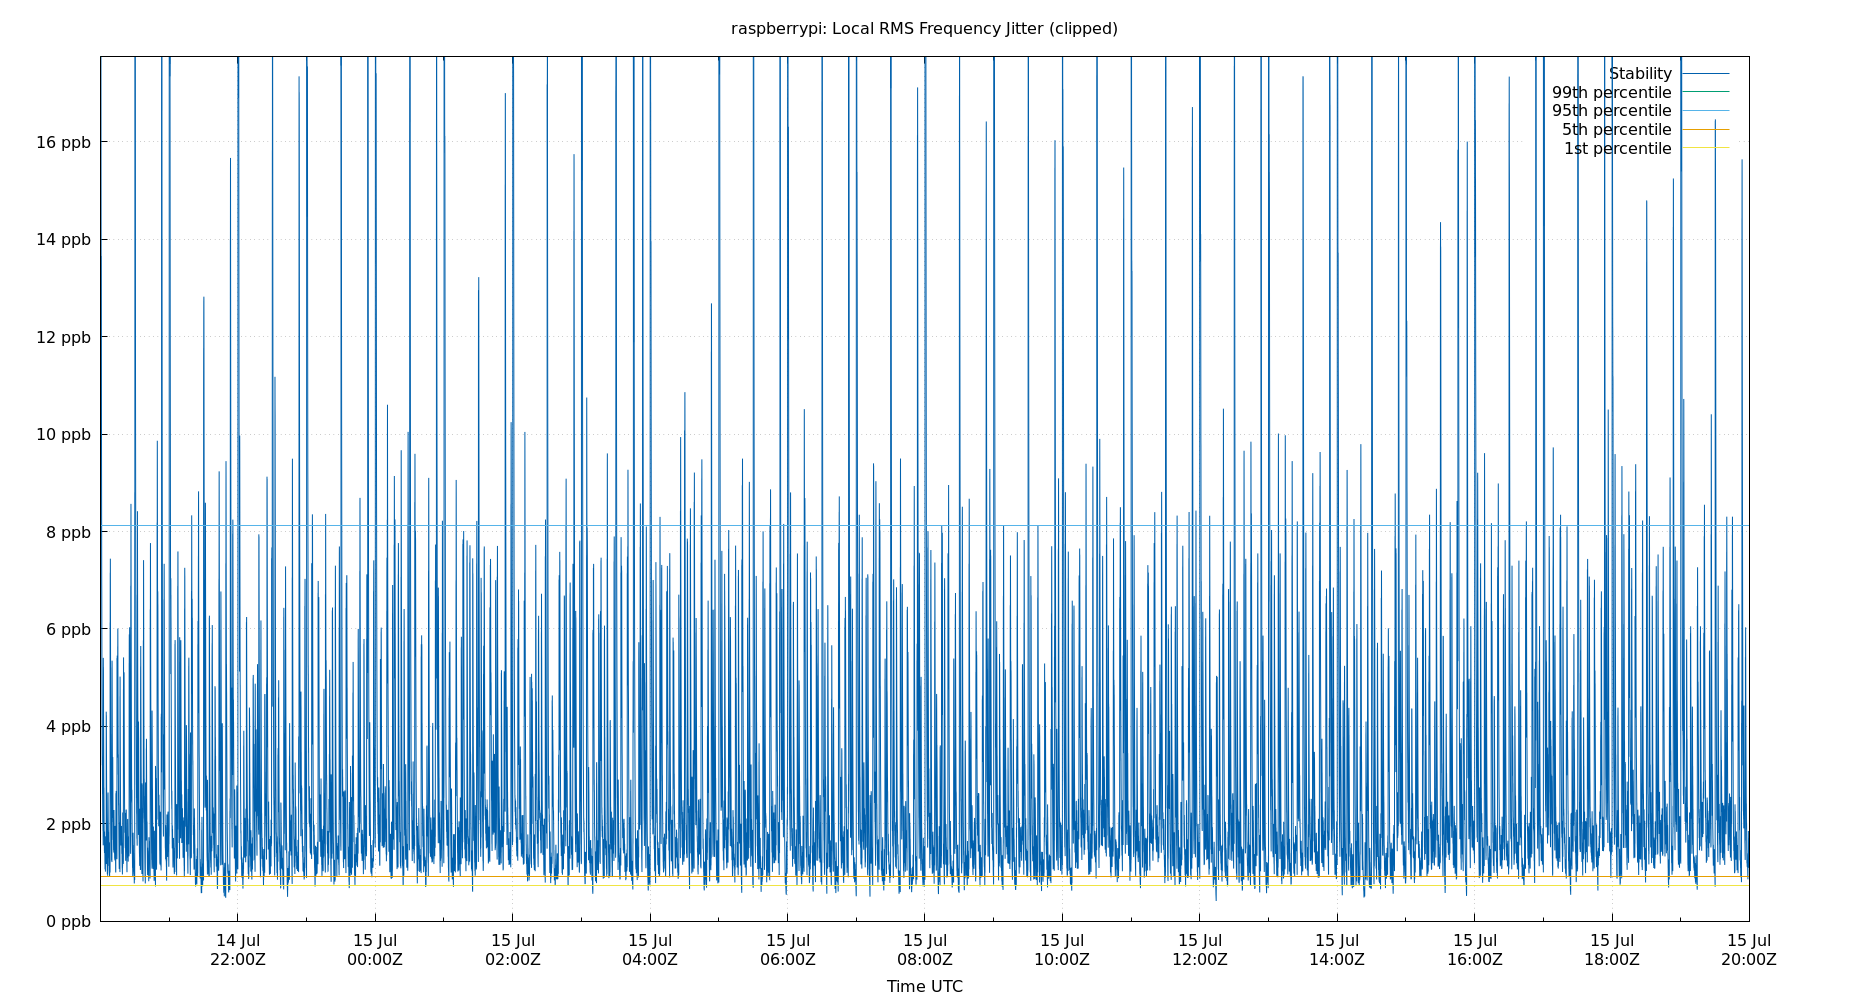 raspberrypi: Local RMS Frequency Jitter (clipped)
Stability
99th percentile
95th percentile
5th percentile
1st percentile
16 ppb
14 ppb
12 ppb
10 ppb
8 ppb
6 ppb
4 ppb
2 ppb
0 ppb
14 Jul 15 Jul 15 Jul 15 Jul 15 Jul 15 Jul 15 Jul 15 Jul 15 Jul 15 Jul 15 Jul 15 Jul
22:00Z 00:00Z 02:00Z 04:00Z 06:00Z 08:00Z 10:00Z 12:00Z 14:00Z 16:00Z 18:00Z 20:00Z
Time UTC